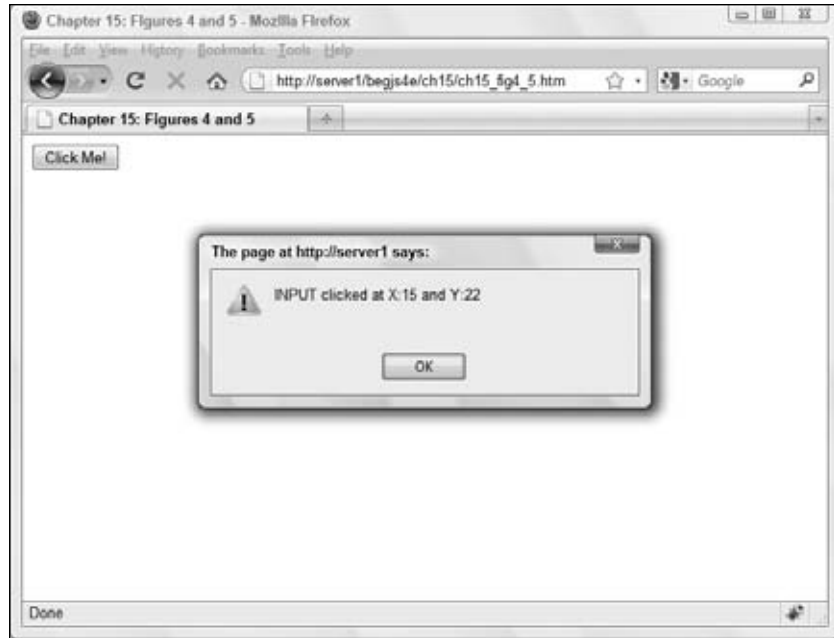 Chapter 15: Figures 4 and 5 - Mozilla Firefox
File Edit View History Bookmarks Tools Help
http://server1/begjs4e/ch15/ch15_fig4_5.htm
Google
Chapter 15: Figures 4 and 5
Click Me!
The page at http://server1 says:
INPUT clicked at X:15 and Y:22
OK
Done